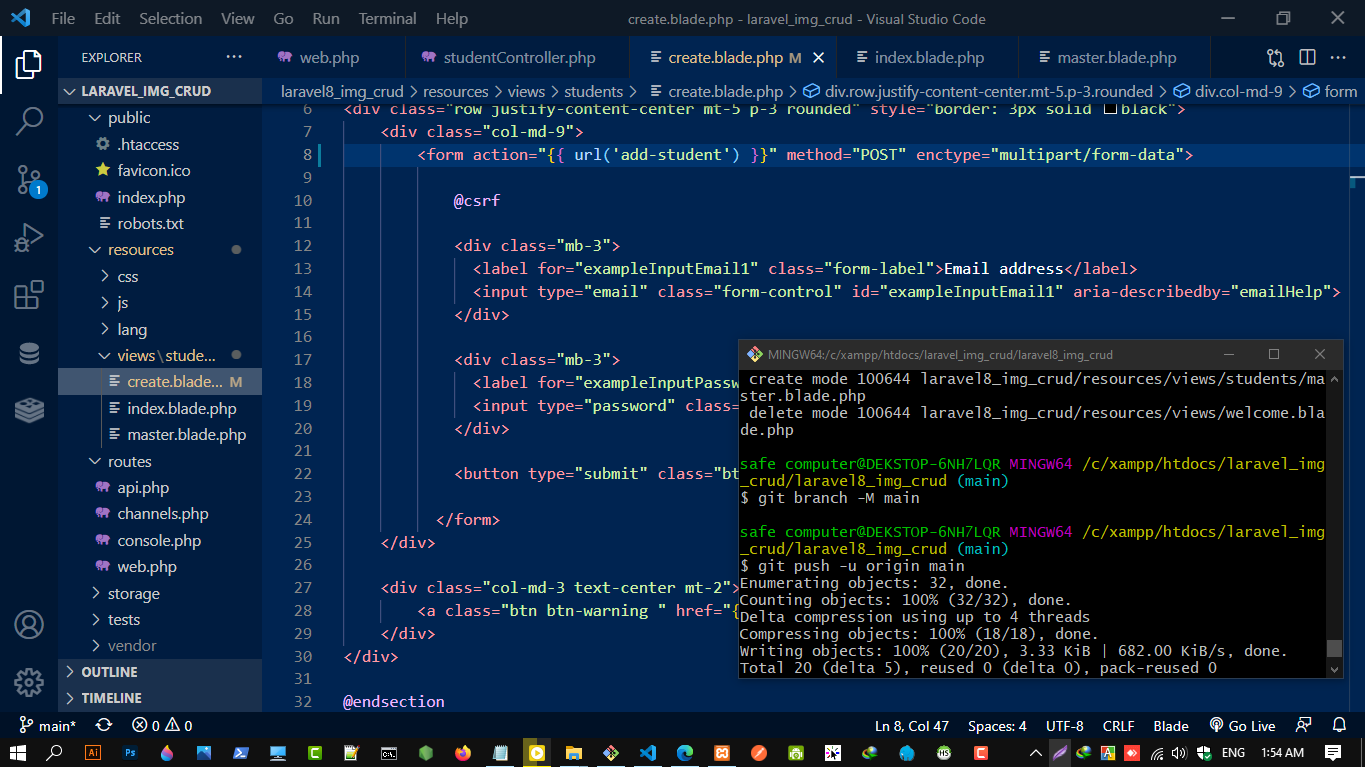 File Edit Selection View Go Run Terminal Help
create.blade.php - laravel_img_crud - Visual Studio Code
EXPLORER
LARAVEL_IMG_CRUD
public
.htaccess
favicon.ico
index.php
robots.txt
resources
css
js
lang
views\stude...
create.blade... M
index.blade.php
master.blade.php
routes
api.php
channels.php
console.php
web.php
storage
tests
vendor
OUTLINE
TIMELINE
1
web.php studentController.php create.blade.php M index.blade.php master.blade.php
laravel8_img_crud > resources > views > students > create.blade.php > div.row.justify-content-center.mt-5.p-3.rounded > div.col-md-9 > form
6 <div class="row justify-content-center mt-5 p-3 rounded" style="border: 3px solid black">
7 <div class="col-md-9">
8 <form action="{{ url('add-student') }}" method="POST" enctype="multipart/form-data">
9
10 @csrf
11
12 <div class="mb-3">
13 <label for="exampleInputEmail1" class="form-label">Email address</label>
14 <input type="email" class="form-control" id="exampleInputEmail1" aria-describedby="emailHelp">
15 </div>
16
17 <div class="mb-3">
18 <label for="exampleInputPassw
19 <input type="password" class=
20 </div>
21
22 <button type="submit" class="bt
23
24 </form>
25 </div>
26
27 <div class="col-md-3 text-center mt-2">
28 <a class="btn btn-warning " href="{
29 </div>
30 </div>
31
32 @endsection
MINGW64:/c/xampp/htdocs/laravel_img_crud/laravel8_img_crud
create mode 100644 laravel8_img_crud/resources/views/students/ma
ster.blade.php
delete mode 100644 laravel8_img_crud/resources/views/welcome.bla
de.php
safe computer@DEKSTOP-6NH7LQR MINGW64 /c/xampp/htdocs/laravel_img
_crud/laravel8_img_crud (main)
$ git branch -M main
safe computer@DEKSTOP-6NH7LQR MINGW64 /c/xampp/htdocs/laravel_img
_crud/laravel8_img_crud (main)
$ git push -u origin main
Enumerating objects: 32, done.
Counting objects: 100% (32/32), done.
Delta compression using up to 4 threads
Compressing objects: 100% (18/18), done.
Writing objects: 100% (20/20), 3.33 KiB | 682.00 KiB/s, done.
Total 20 (delta 5), reused 0 (delta 0), pack-reused 0
main* 0 0 Ln 8, Col 47 Spaces: 4 UTF-8 CRLF Blade Go Live
Ai Ps ENG 1:54 AM